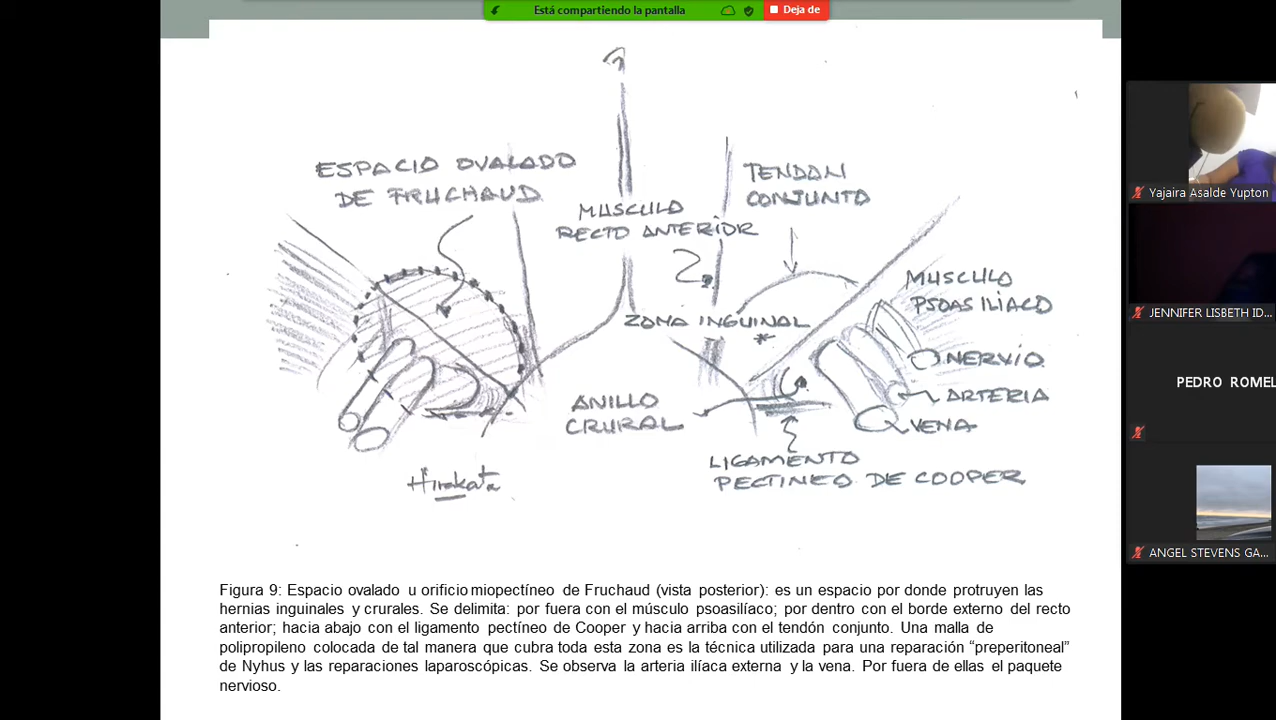 Está compartiendo la pantalla
Deja de
ESPACIO OVALADO
DE FRUCHAUD
MUSCULO
RECTO ANTERIOR
TENDON
CONJUNTO
MUSCULO
PSOASILIACO
ZONA INGUINAL
*
NERVIO
ARTERIA
VENA
ANILLO
CRURAL
LIGAMENTO
PECTINEO DE COOPER
Hirakata
Figura 9: Espacio ovalado u orificio miopectíneo de Fruchaud (vista posterior): es un espacio por donde protruyen las
hernias inguinales y crurales. Se delimita: por fuera con el músculo psoasilíaco; por dentro con el borde externo del recto
anterior; hacia abajo con el ligamento pectíneo de Cooper y hacia arriba con el tendón conjunto. Una malla de
polipropileno colocada de tal manera que cubra toda esta zona es la técnica utilizada para una reparación “preperitoneal”
de Nyhus y las reparaciones laparoscópicas. Se observa la arteria ilíaca externa y la vena. Por fuera de ellas el paquete
nervioso.
Yajaira Asalde Yupton
JENNIFER LISBETH ID...
PEDRO ROMEL
ANGEL STEVENS GA...